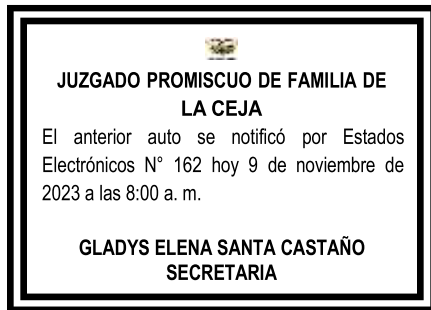 JUZGADO PROMISCUO DE FAMILIA DE
LA CEJA
El anterior auto se notificó por Estados
Electrónicos N° 162 hoy 9 de noviembre de
2023 a las 8:00 a. m.
GLADYS ELENA SANTA CASTAÑO
SECRETARIA